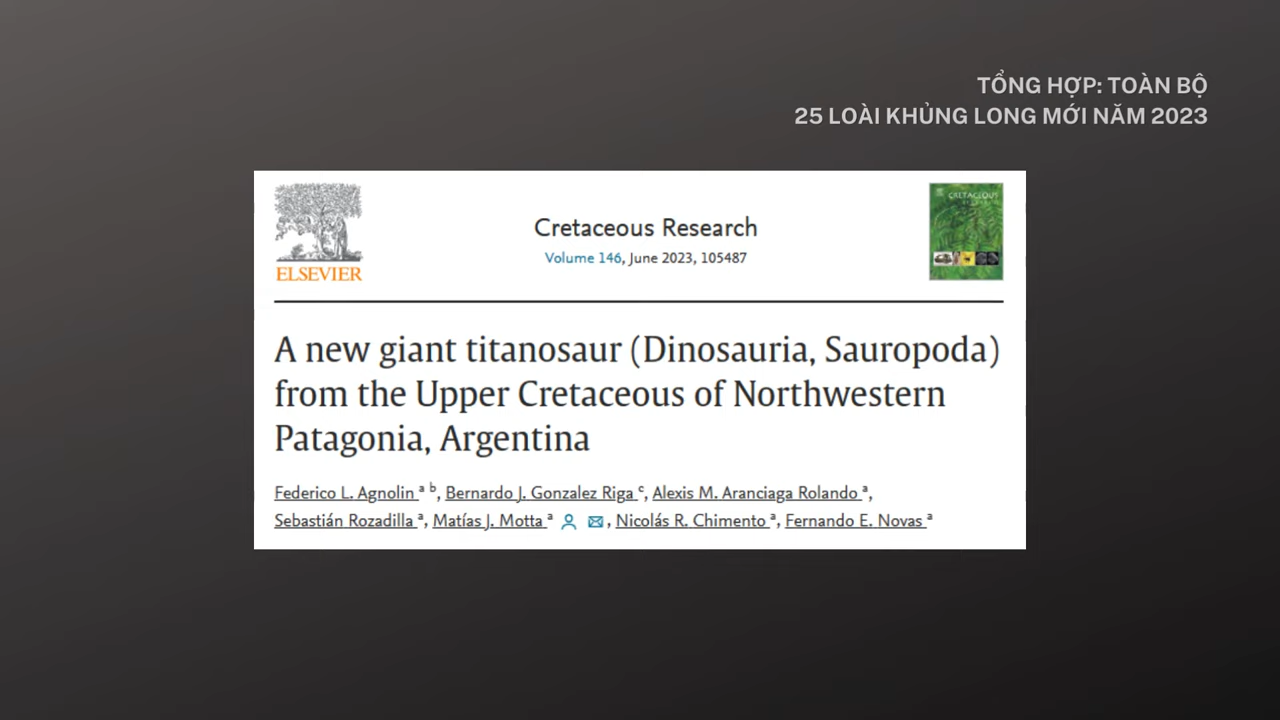 TỔNG HỢP: TOÀN BỘ
25 LOÀI KHỦNG LONG MỚI NĂM 2023
ELSEVIER
Cretaceous Research
Volume 146, June 2023, 105487
CRETACEOUS
A new giant titanosaur (Dinosauria, Sauropoda)
from the Upper Cretaceous of Northwestern
Patagonia, Argentina
Federico L. Agnolin a b, Bernardo J. Gonzalez Riga c, Alexis M. Aranciaga Rolando a,
Sebastián Rozadilla a, Matías J. Motta a, Nicolás R. Chimento a, Fernando E. Novas a